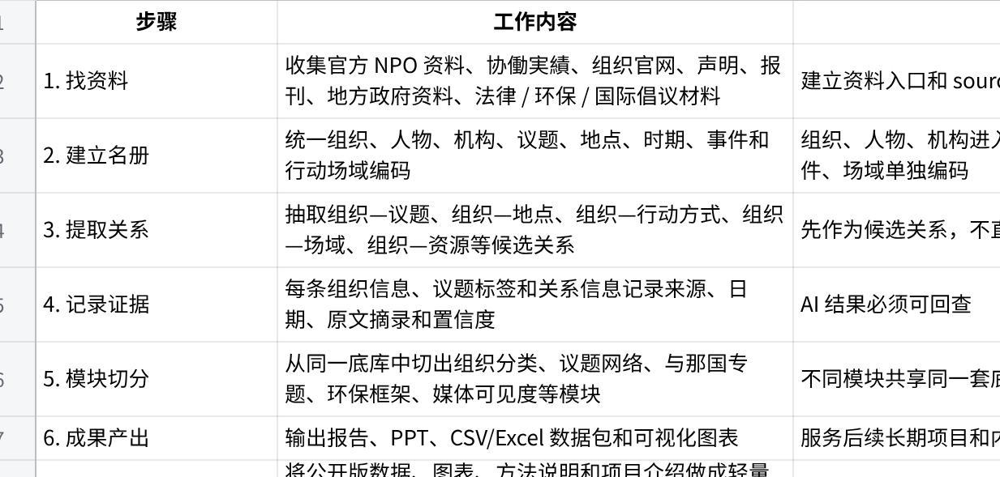 步骤
工作内容
1. 找资料
收集官方 NPO 资料、协働実績、组织官网、声明、报
刊、地方政府资料、法律 / 环保 / 国际倡议材料
建立资料入口和
2
2. 建立名册
统一组织、人物、机构、议题、地点、时期、事件和
行动场域编码
组织、人物、机构进入
件、场域单独编码
3. 提取关系
抽取组织—议题、组织—地点、组织—行动方式、组织
—场域、组织—资源等候选关系
先作为候选关系，不直
4
4. 记录证据
每条组织信息、议题标签和关系信息记录来源、日
期、原文摘录和置信度
AI 结果必须可回查
5
5. 模块切分
从同一底库中切出组织分类、议题网络、与那国专
题、环保框架、媒体可见度等模块
不同模块共享同一套底
6
6. 成果产出
输出报告、PPT、CSV/Excel 数据包和可视化图表
服务后续长期项目和内
7
将公开版数据、图表、方法说明和项目介绍做成轻量